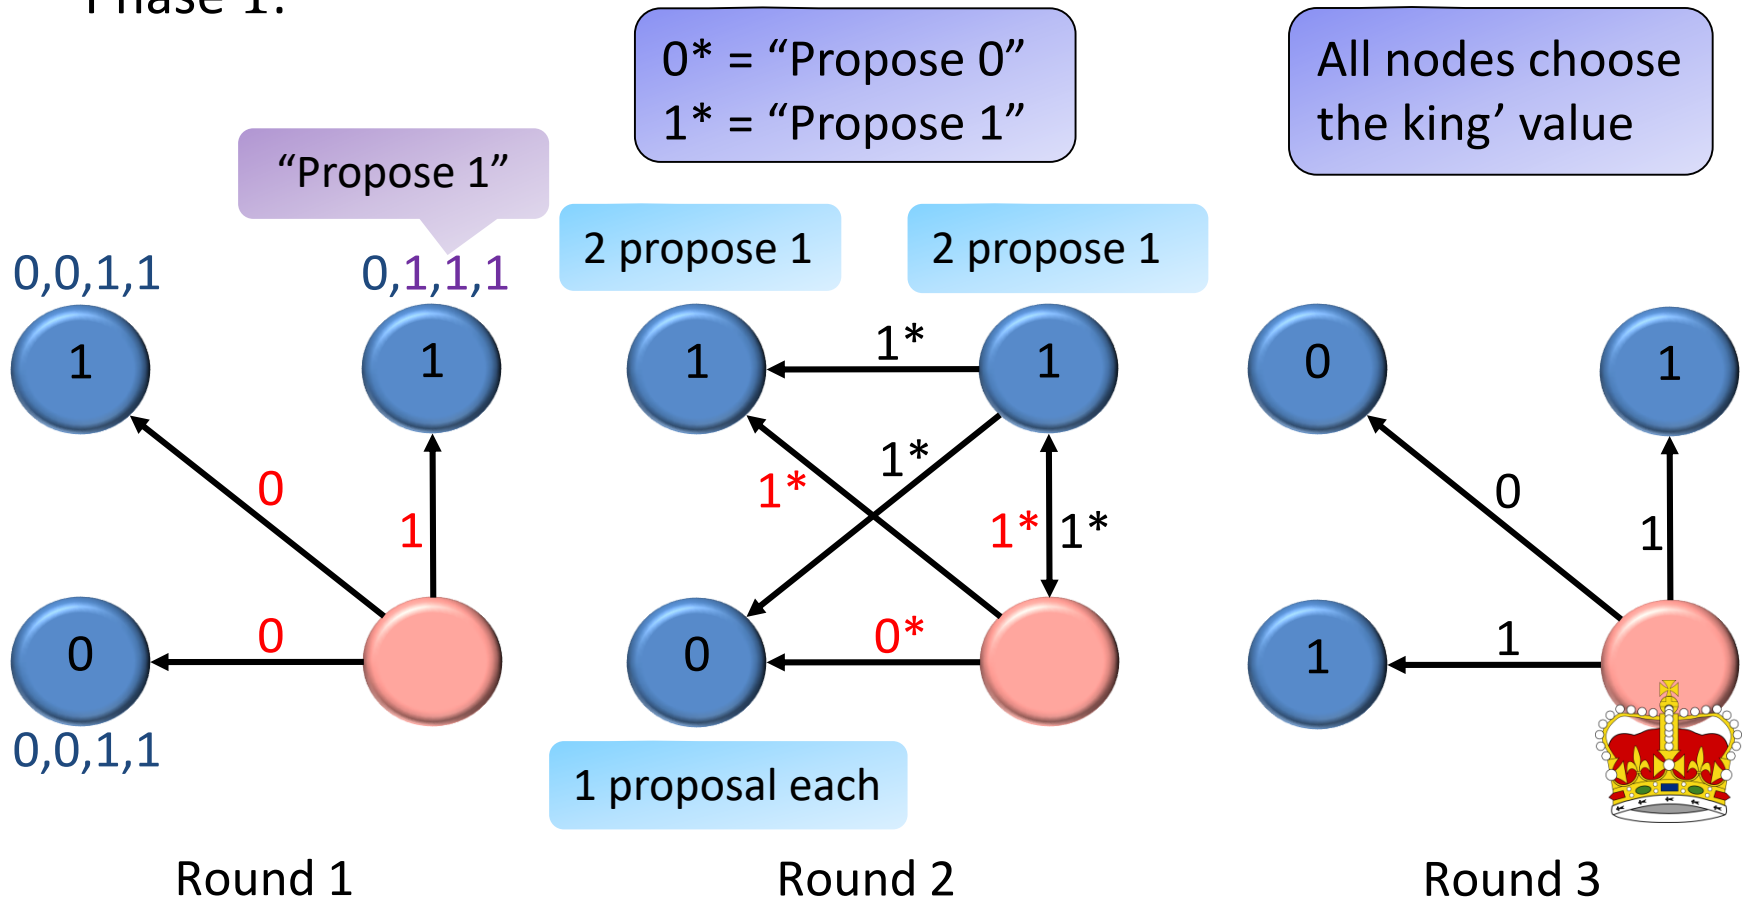 Phase 1:
0* = “Propose 0”
1* = “Propose 1”
All nodes choose
the king’ value
“Propose 1”
2 propose 1
2 propose 1
0,0,1,1
0,1,1,1
1
1
0
1
0
0
0,0,1,1
Round 1
1
1*
1
1*
1*
1*
1*
0
0*
1 proposal each
Round 2
0
1
0
1
1
1
Round 3